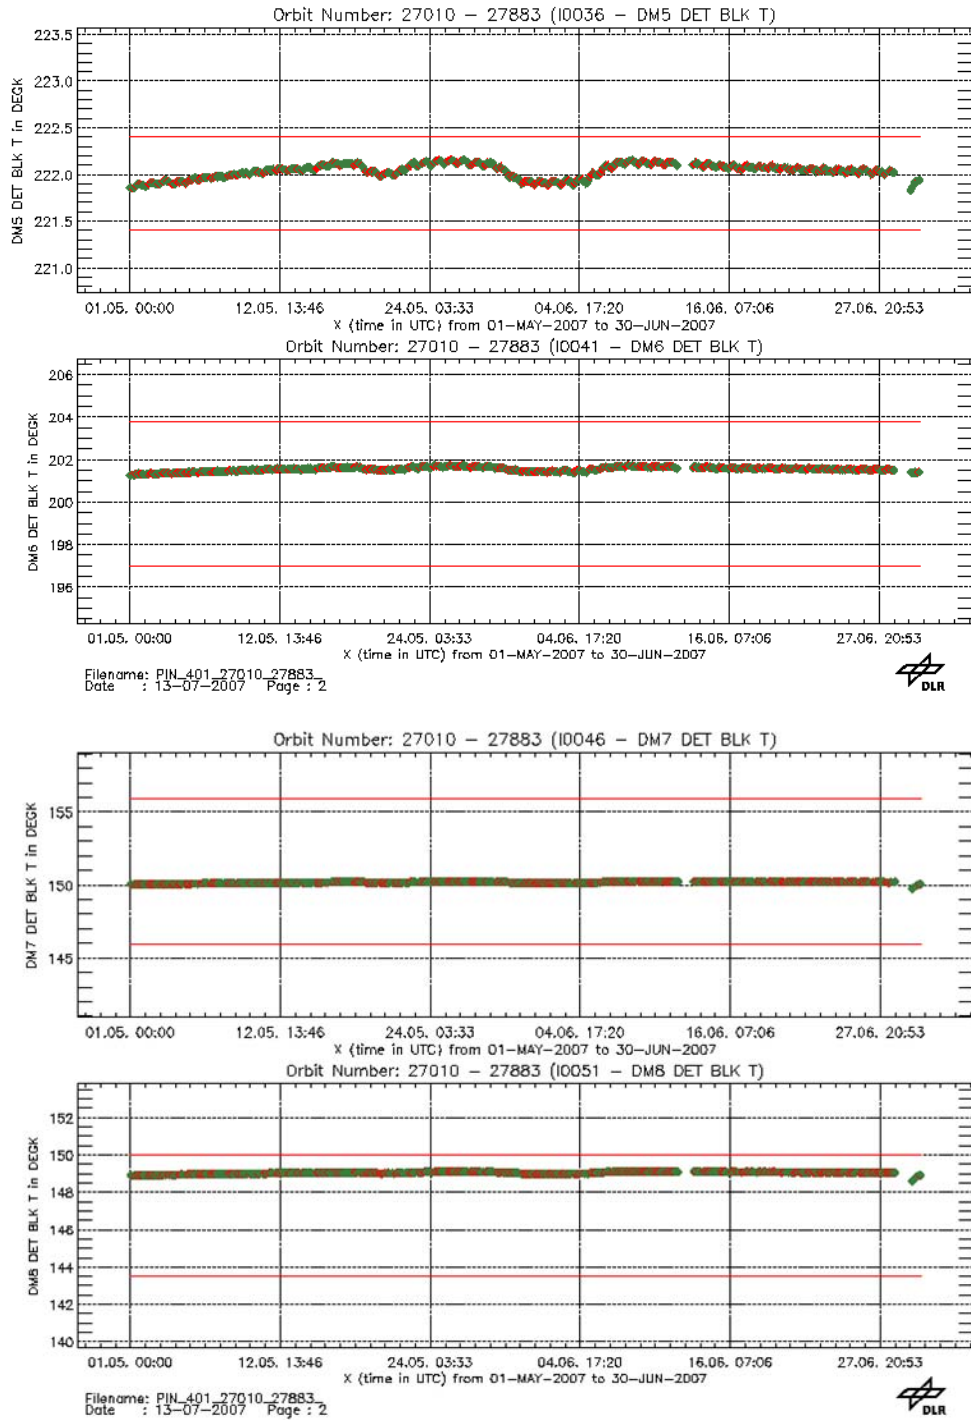 Orbit Number: 27010 – 27883 (I0036 – DM5 DET BLK T)
DM5 DET BLK T in DEGK
223.5
223.0
222.5
222.0
221.5
221.0
01.05. 00:00 12.05. 13:46 24.05. 03:33 04.06. 17:20 16.06. 07:06 27.06. 20:53
X (time in UTC) from 01–MAY–2007 to 30–JUN–2007
Orbit Number: 27010 – 27883 (I0041 – DM6 DET BLK T)
DM6 DET BLK T in DEGK
206
204
202
200
198
196
01.05. 00:00 12.05. 13:46 24.05. 03:33 04.06. 17:20 16.06. 07:06 27.06. 20:53
X (time in UTC) from 01–MAY–2007 to 30–JUN–2007
Filename: PIN_401_27010_27883_
Date : 13–07–2007 Page : 2
DLR
Orbit Number: 27010 – 27883 (I0046 – DM7 DET BLK T)
DM7 DET BLK T in DEGK
155
150
145
01.05. 00:00 12.05. 13:46 24.05. 03:33 04.06. 17:20 16.06. 07:06 27.06. 20:53
X (time in UTC) from 01–MAY–2007 to 30–JUN–2007
Orbit Number: 27010 – 27883 (I0051 – DM8 DET BLK T)
DM8 DET BLK T in DEGK
152
150
148
146
144
142
140
01.05. 00:00 12.05. 13:46 24.05. 03:33 04.06. 17:20 16.06. 07:06 27.06. 20:53
X (time in UTC) from 01–MAY–2007 to 30–JUN–2007
Filename: PIN_401_27010_27883_
Date : 13–07–2007 Page : 2
DLR